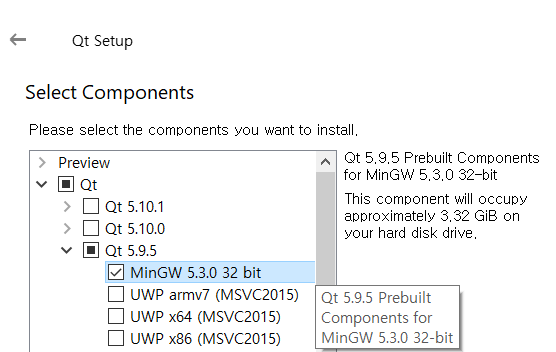 Qt Setup
Select Components
Please select the components you want to install.
Preview
Qt
Qt 5.10.1
Qt 5.10.0
Qt 5.9.5
MinGW 5.3.0 32 bit
UWP armv7 (MSVC2015)
UWP x64 (MSVC2015)
UWP x86 (MSVC2015)
Qt 5.9.5 Prebuilt Components
for MinGW 5.3.0 32-bit
This component will occupy
approximately 3.32 GiB on
your hard disk drive.
Qt 5.9.5 Prebuilt
Components for
MinGW 5.3.0 32-bit